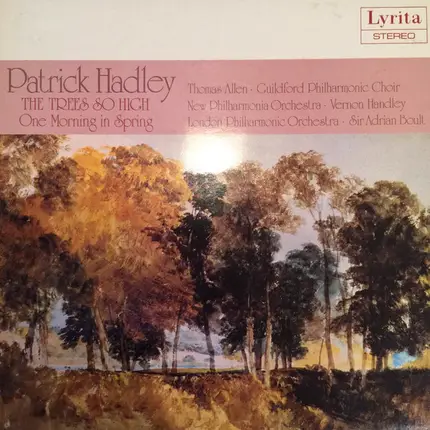 Lyrita
STEREO
Patrick Hadley
THE TREES SO HIGH
One Morning in Spring
Thomas Allen · Guildford Philharmonic Choir
New Philharmonia Orchestra · Vernon Handley
London Philharmonic Orchestra · Sir Adrian Boult